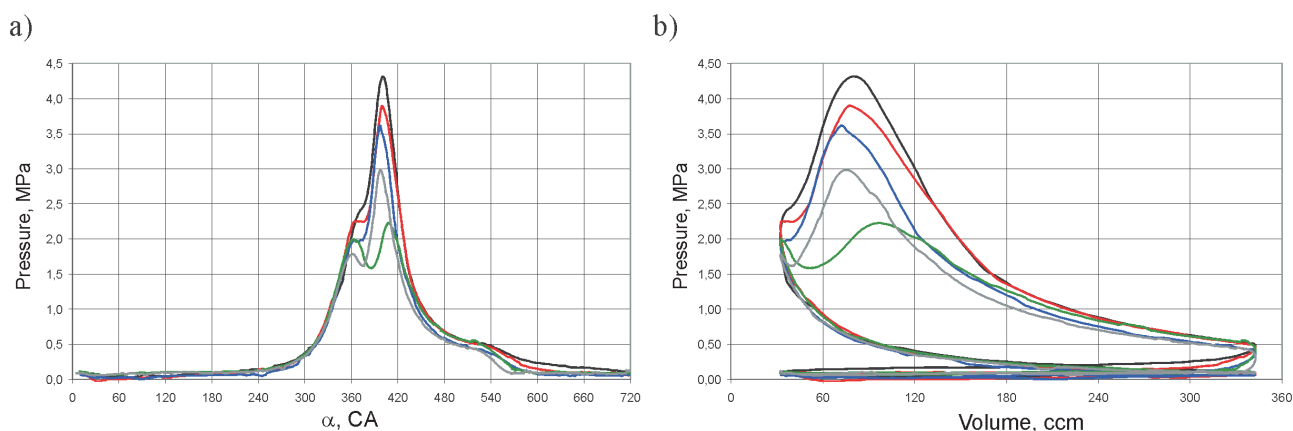 a)
b)
4,5
4,0
3,5
3,0
2,5
2,0
1,5
1,0
0,5
0,0
0 60 120 180 240 300 360 420 480 540 600 660 720
Pressure, MPa
α, CA
4,50
4,00
3,50
3,00
2,50
2,00
1,50
1,00
0,50
0,00
0 60 120 180 240 300 360
Pressure, MPa
Volume, ccm